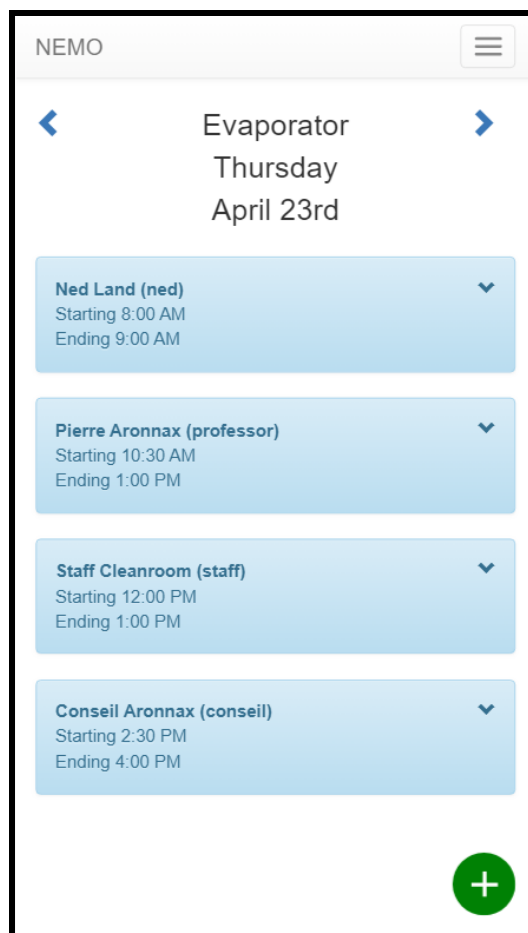 NEMO
Evaporator
Thursday
April 23rd
Ned Land (ned)
Starting 8:00 AM
Ending 9:00 AM
Pierre Aronnax (professor)
Starting 10:30 AM
Ending 1:00 PM
Staff Cleanroom (staff)
Starting 12:00 PM
Ending 1:00 PM
Conseil Aronnax (conseil)
Starting 2:30 PM
Ending 4:00 PM